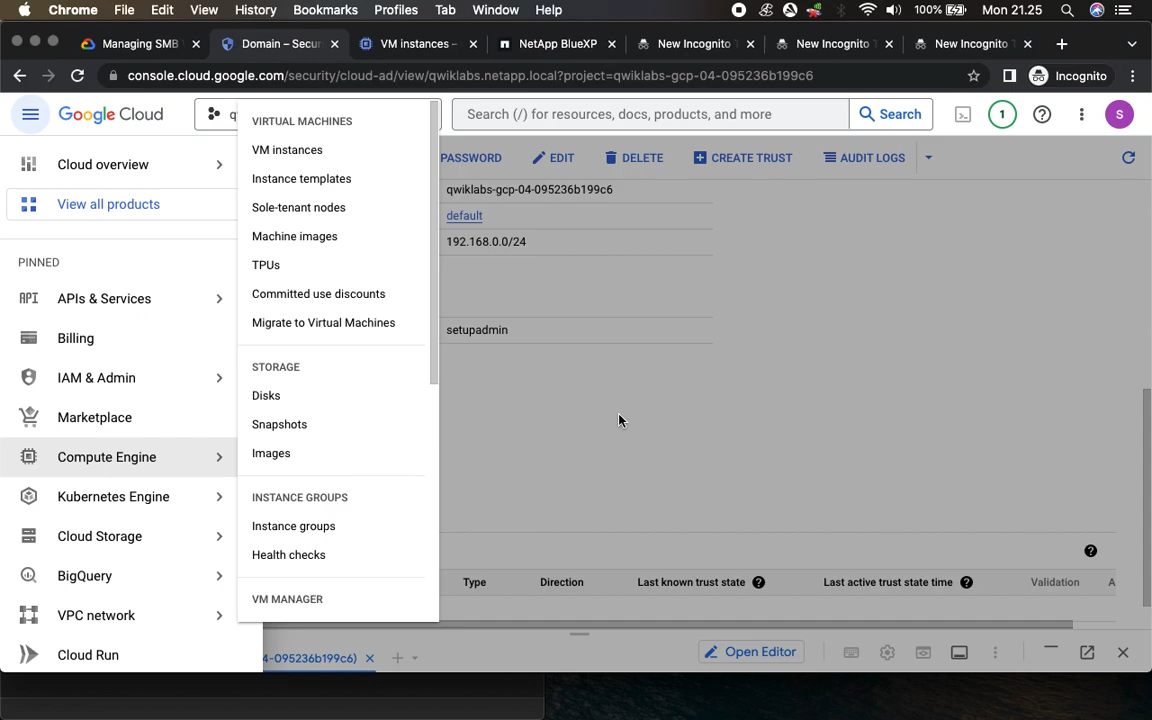 Chrome File Edit View History Bookmarks Profiles Tab Window Help 100% Mon 21.25
Managing SMB Domain – Secur VM instances – NetApp BlueXP New Incognito T New Incognito T New Incognito T
console.cloud.google.com/security/cloud-ad/view/qwiklabs.netapp.local?project=qwiklabs-gcp-04-095236b199c6 Incognito
Google Cloud q Search (/) for resources, docs, products, and more Search 1 S
Cloud overview
View all products
PINNED
APIs & Services
Billing
IAM & Admin
Marketplace
Compute Engine
Kubernetes Engine
Cloud Storage
BigQuery
VPC network
Cloud Run
VIRTUAL MACHINES
VM instances
Instance templates
Sole-tenant nodes
Machine images
TPUs
Committed use discounts
Migrate to Virtual Machines
STORAGE
Disks
Snapshots
Images
INSTANCE GROUPS
Instance groups
Health checks
VM MANAGER
PASSWORD EDIT DELETE CREATE TRUST AUDIT LOGS
qwiklabs-gcp-04-095236b199c6
default
192.168.0.0/24
setupadmin
Type Direction Last known trust state Last active trust state time Validation A
4-095236b199c6) Open Editor